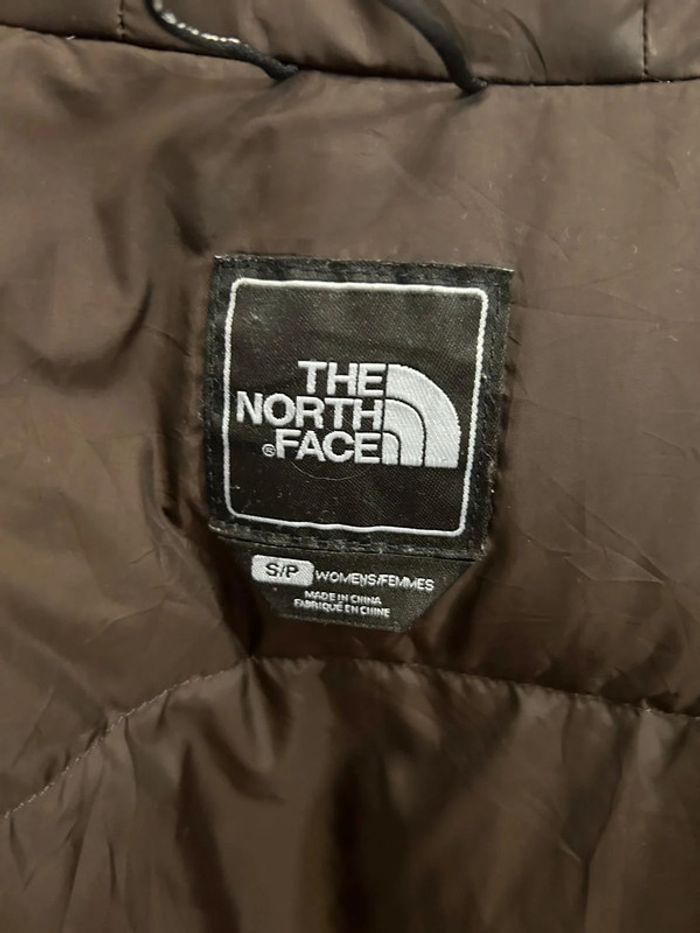 THE
NORTH
®FACE
S/P WOMENS/FEMMES
MADE IN CHINA
FABRIQUÉ EN CHINE